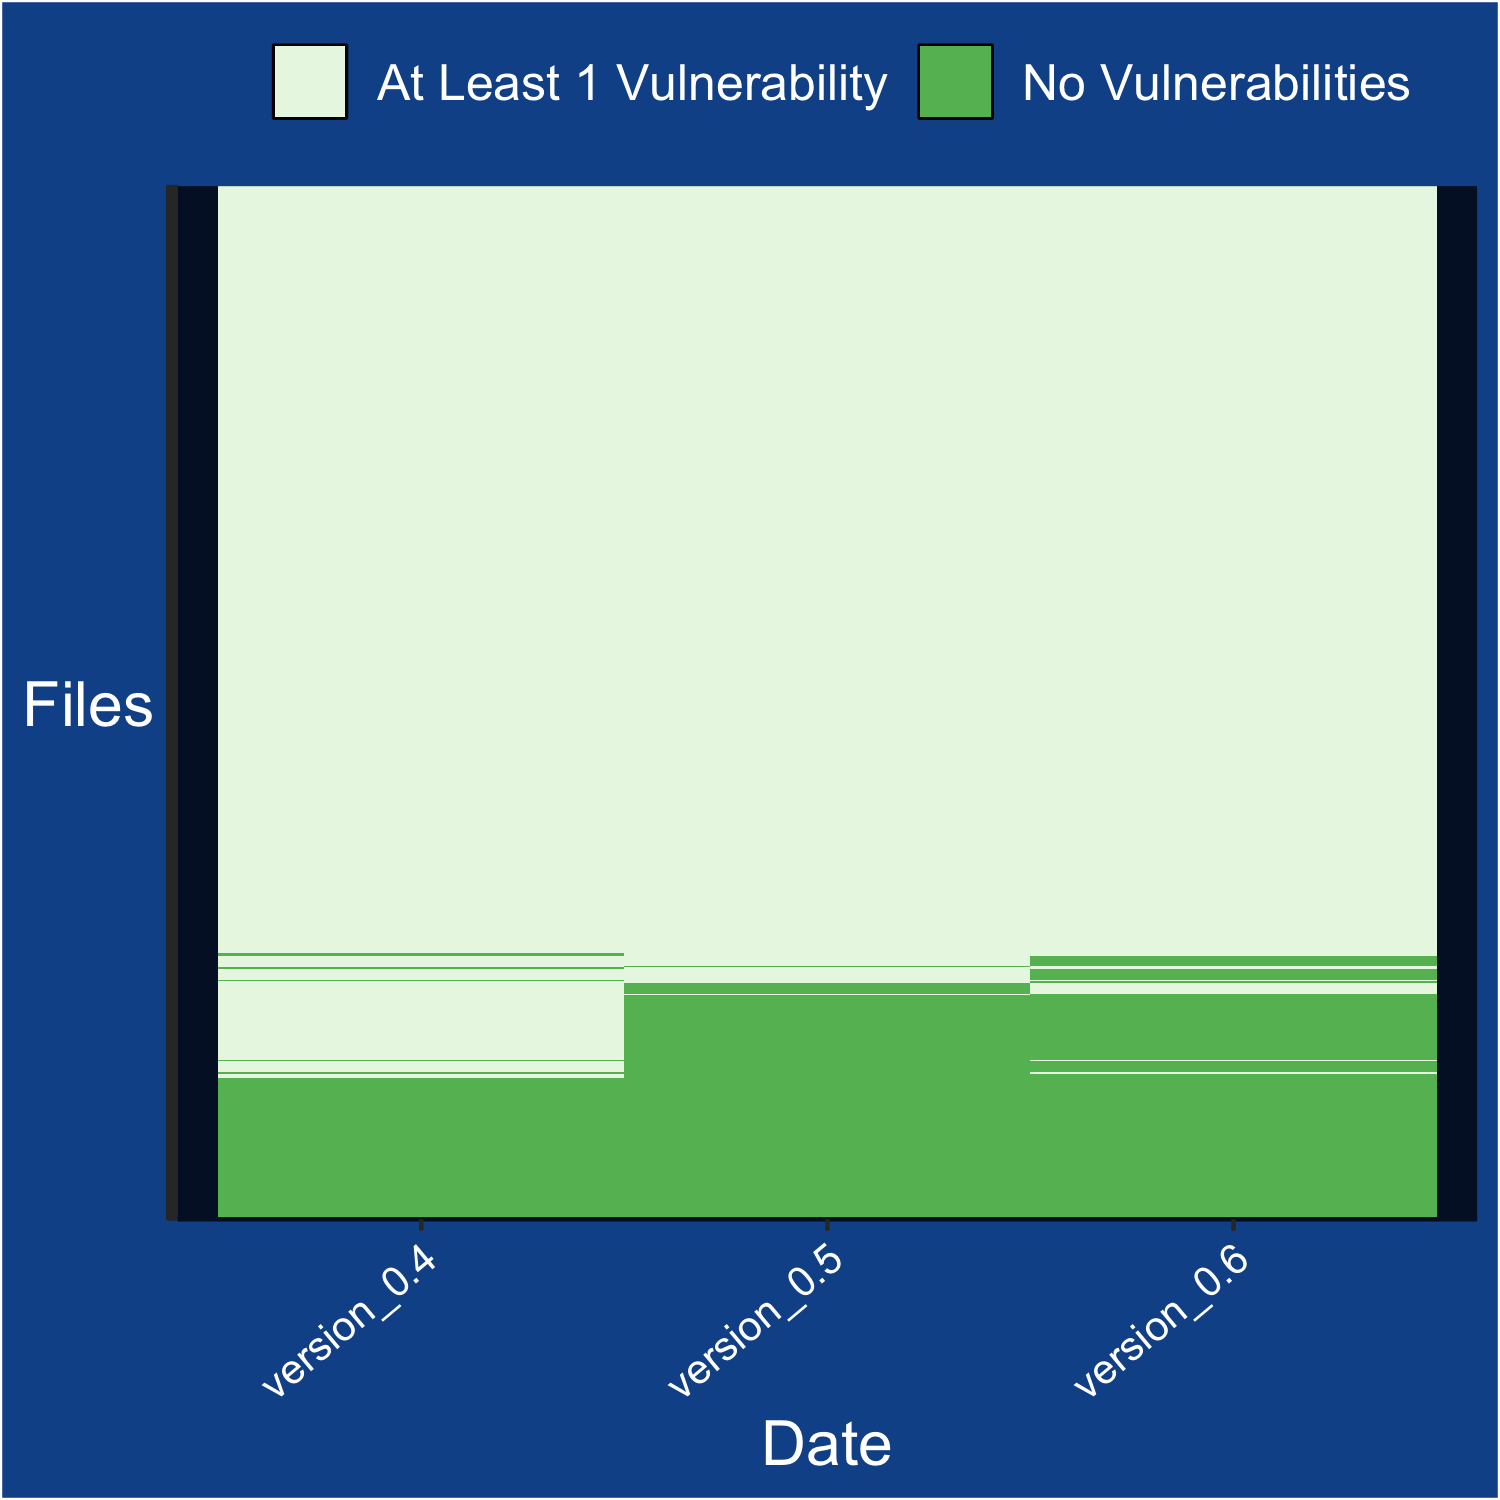 At Least 1 Vulnerability No Vulnerabilities
Files
version_0.4
version_0.5
version_0.6
Date